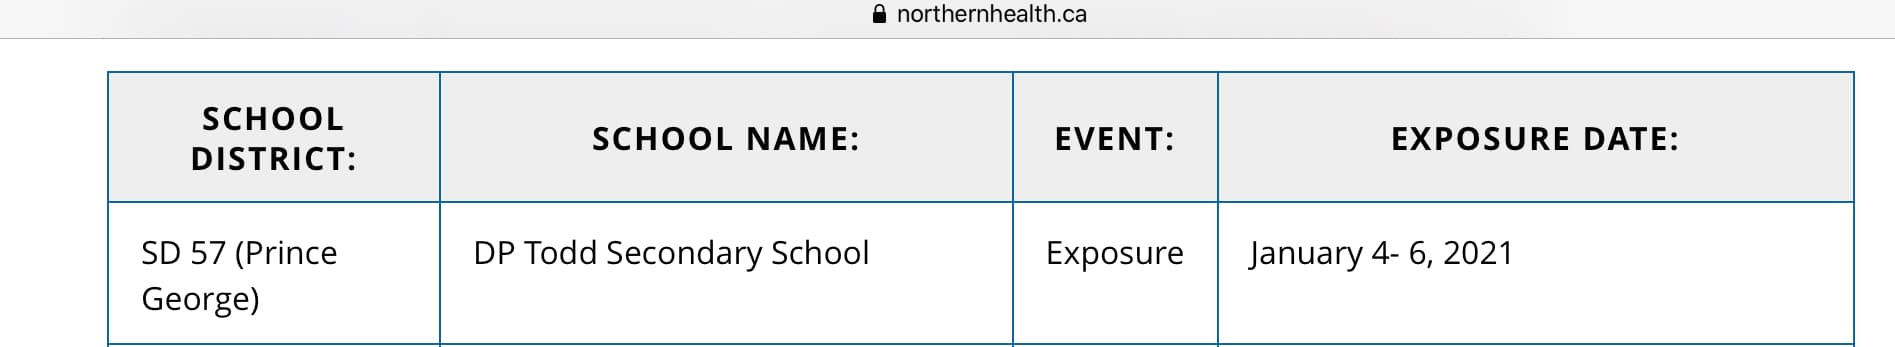 northernhealth.ca
SCHOOL
DISTRICT:
SCHOOL NAME:
EVENT:
EXPOSURE DATE:
SD 57 (Prince
George)
DP Todd Secondary School
Exposure
January 4- 6, 2021